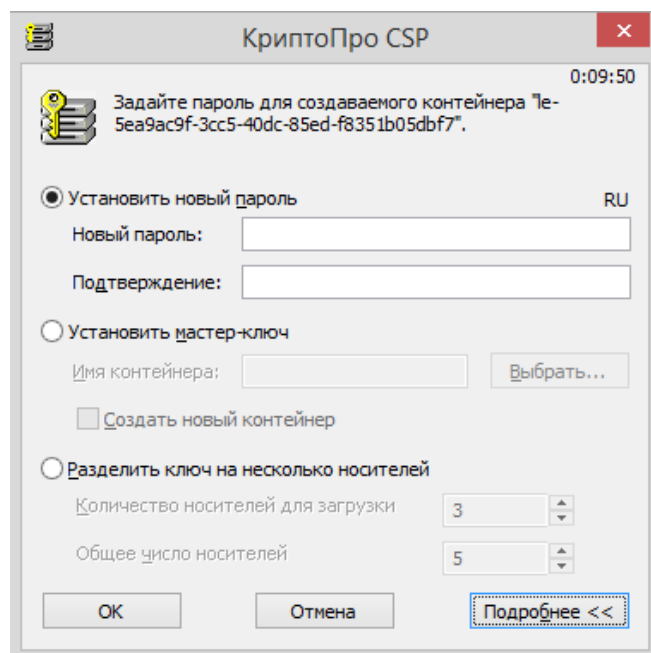 КриптоПро CSP
0:09:50
Задайте пароль для создаваемого контейнера "le-
5ea9ac9f-3cc5-40dc-85ed-f8351b05dbf7".
Установить новый пароль RU
Новый пароль:
Подтверждение:
Установить мастер-ключ
Имя контейнера: Выбрать...
Создать новый контейнер
Разделить ключ на несколько носителей
Количество носителей для загрузки 3
Общее число носителей 5
OK Отмена Подробнее <<